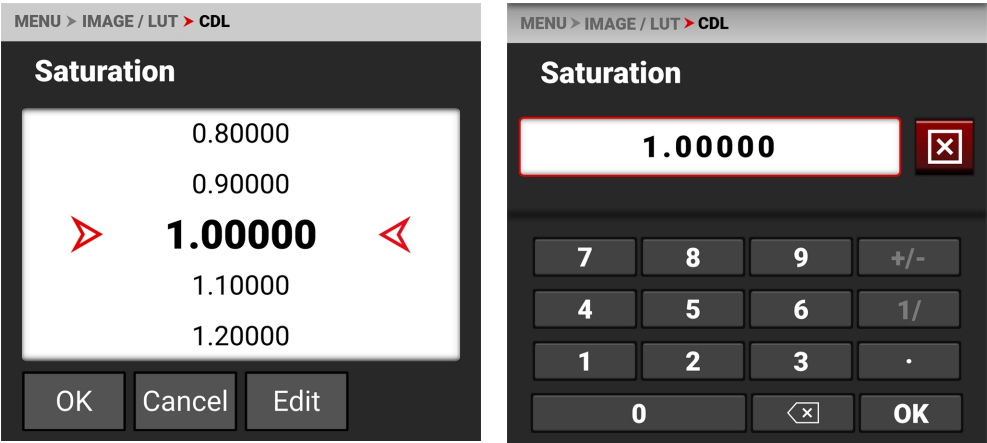 MENU > IMAGE / LUT > CDL
Saturation
0.80000
0.90000
1.00000
1.10000
1.20000
OK Cancel Edit
MENU > IMAGE / LUT > CDL
Saturation
1.00000
7 8 9 +/-
4 5 6 1/
1 2 3 ·
0 OK